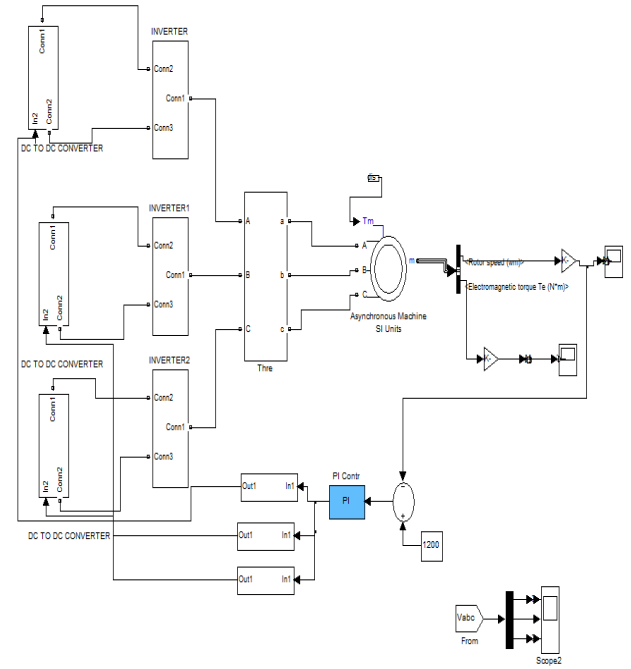 INVERTER
Conn1
Conn2
In2
Conn2
Conn1
Conn3
DC TO DC CONVERTER
INVERTER1
Conn1
Conn2
In2
Conn2
Conn1
Conn3
DC TO DC CONVERTER
INVERTER2
Conn1
Conn2
In2
Conn2
Conn1
Conn3
DC TO DC CONVERTER
A
a
B
b
C
c
Thre
Tm
A
B
C
m
Asynchronous Machine
SI Units
<Rotor speed (wm)>
<Electromagnetic torque Te (N*m)>
K-
K-
PI Contr
PI
Out1
In1
Out1
In1
Out1
In1
−
+
1200
Vabc
From
Scope2